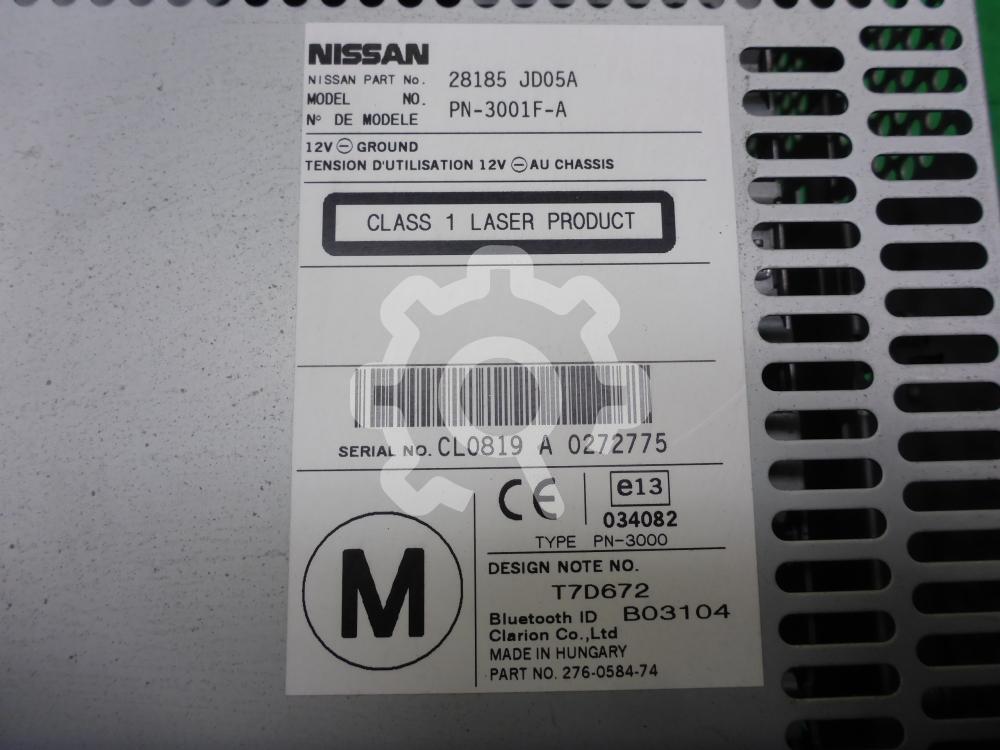 NISSAN
NISSAN PART No. 28185 JD05A
MODEL NO.
N° DE MODELE PN-3001F-A
12V ⊖ GROUND
TENSION D'UTILISATION 12V ⊖ AU CHASSIS
CLASS 1 LASER PRODUCT
SERIAL NO. CL0819 A 0272775
CE e13
034082
TYPE PN-3000
M
DESIGN NOTE NO.
T7D672
Bluetooth ID B03104
Clarion Co.,Ltd
MADE IN HUNGARY
PART NO. 276-0584-74